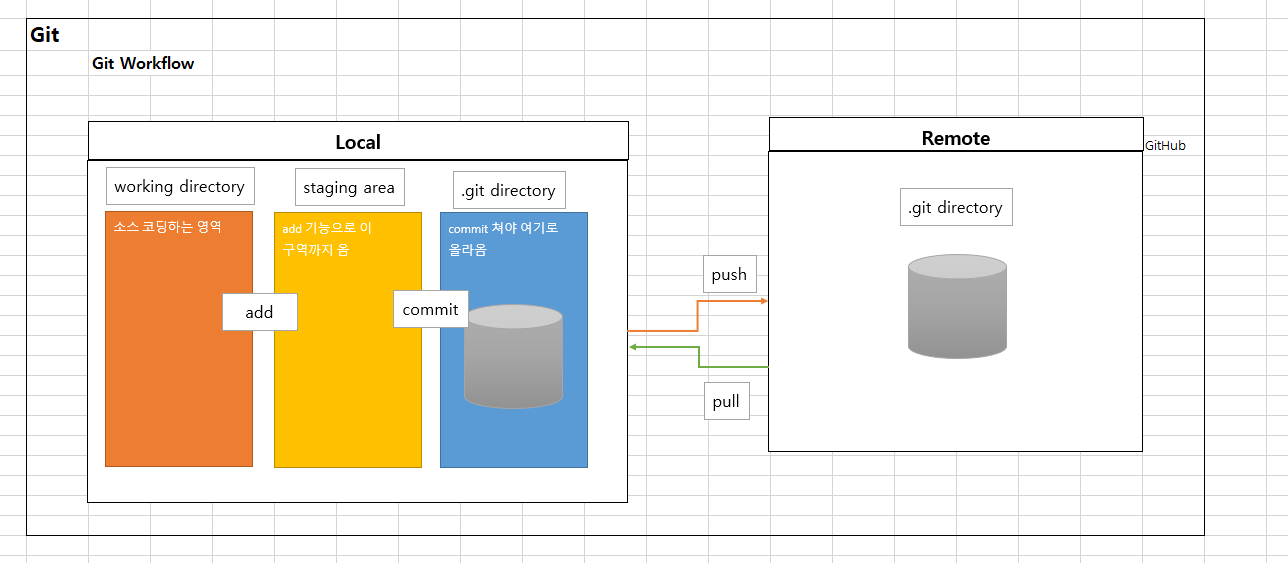 Git
Git Workflow
Local
Remote
GitHub
working directory
staging area
.git directory
.git directory
소스 코딩하는 영역
add 기능으로 이
구역까지 옴
commit 쳐야 여기로
올라옴
add
commit
push
pull